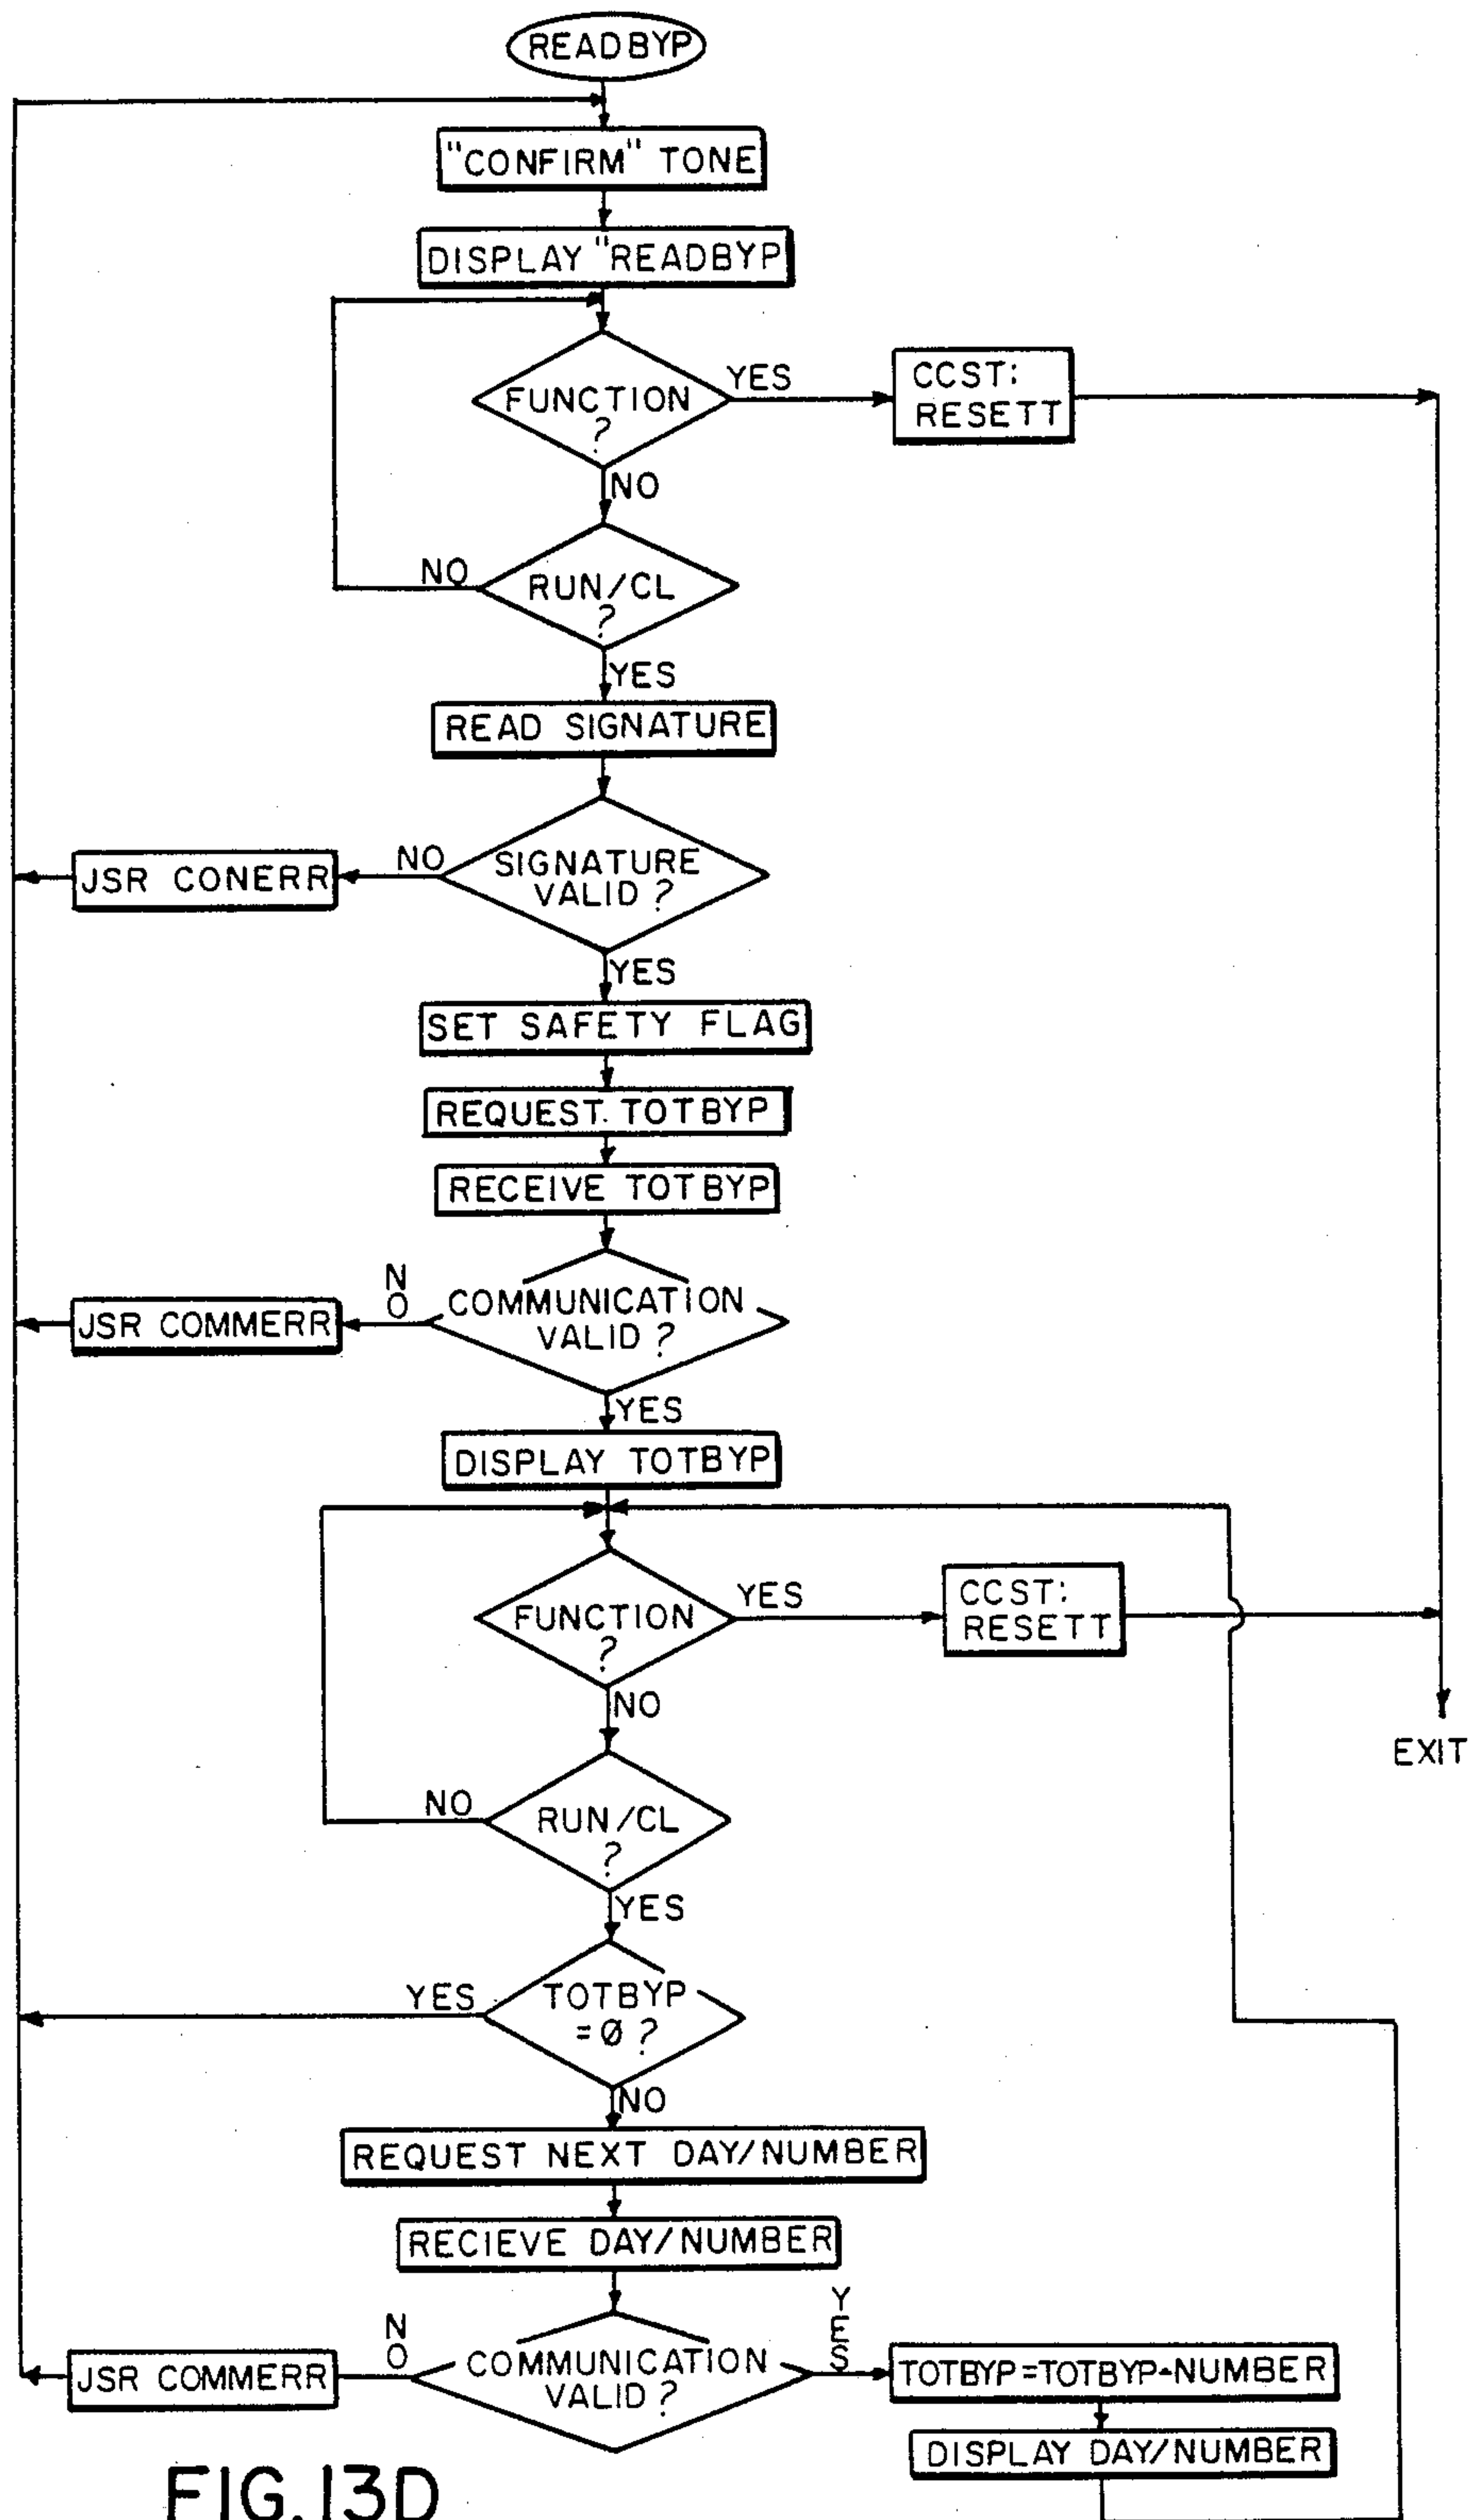 READBYP
"CONFIRM" TONE
DISPLAY "READBYP
FUNCTION
?
YES
CCST:
RESETT
NO
RUN/CL
?
NO
YES
READ SIGNATURE
SIGNATURE
VALID ?
NO
JSR CONERR
YES
SET SAFETY FLAG
REQUEST TOTBYP
RECEIVE TOTBYP
COMMUNICATION
VALID ?
NO
JSR COMMERR
YES
DISPLAY TOTBYP
FUNCTION
?
YES
CCST:
RESETT
NO
EXIT
RUN/CL
?
NO
YES
TOTBYP
=Ø ?
YES
NO
REQUEST NEXT DAY/NUMBER
RECIEVE DAY/NUMBER
COMMUNICATION
VALID ?
NO
JSR COMMERR
YES
TOTBYP=TOTBYP-NUMBER
DISPLAY DAY/NUMBER
FIG.13D